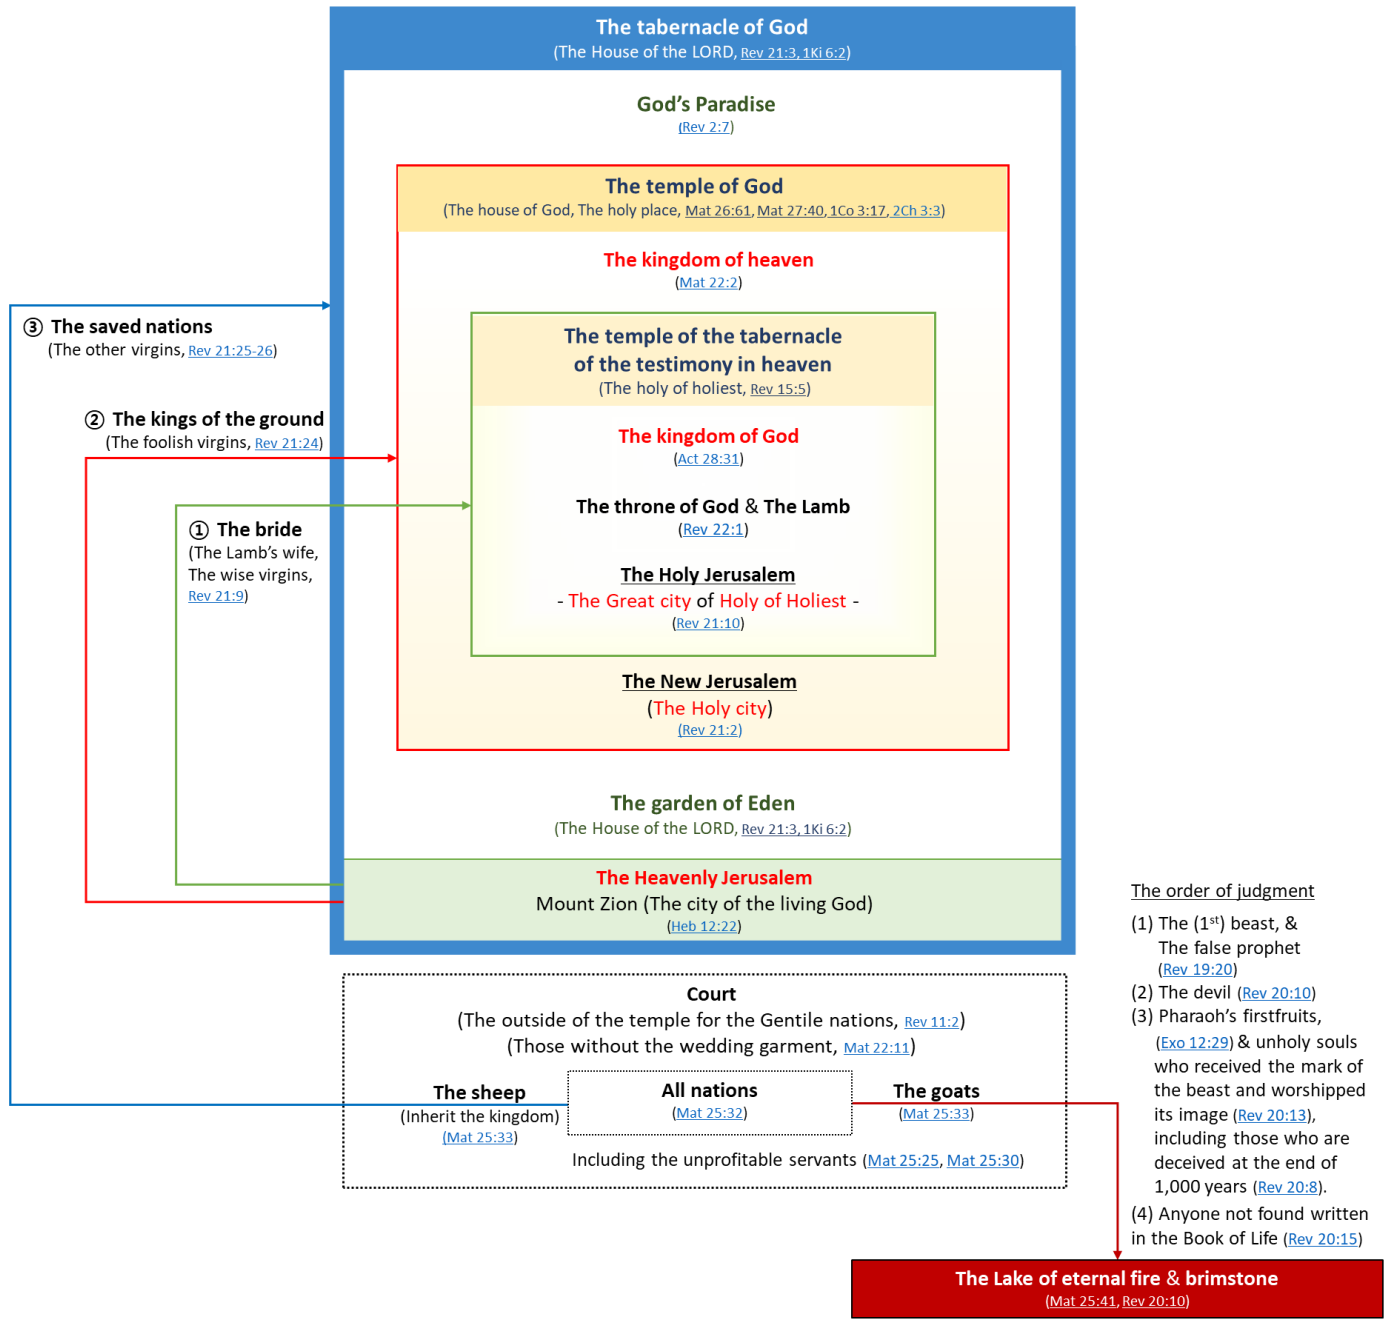 The tabernacle of God
(The House of the LORD, Rev 21:3, 1Ki 6:2)
God's Paradise
(Rev 2:7)
The temple of God
(The house of God, The holy place, Mat 26:61, Mat 27:40, 1Co 3:17, 2Ch 3:3)
The kingdom of heaven
(Mat 22:2)
The temple of the tabernacle
of the testimony in heaven
(The holy of holiest, Rev 15:5)
The kingdom of God
(Act 28:31)
The throne of God & The Lamb
(Rev 22:1)
The Holy Jerusalem
- The Great city of Holy of Holiest -
(Rev 21:10)
The New Jerusalem
(The Holy city)
(Rev 21:2)
The garden of Eden
(The House of the LORD, Rev 21:3, 1Ki 6:2)
The Heavenly Jerusalem
Mount Zion (The city of the living God)
(Heb 12:22)
③ The saved nations
(The other virgins, Rev 21:25-26)
② The kings of the ground
(The foolish virgins, Rev 21:24)
① The bride
(The Lamb's wife,
The wise virgins,
Rev 21:9)
Court
(The outside of the temple for the Gentile nations, Rev 11:2)
(Those without the wedding garment, Mat 22:11)
The sheep
(Inherit the kingdom)
(Mat 25:33)
All nations
(Mat 25:32)
The goats
(Mat 25:33)
Including the unprofitable servants (Mat 25:25, Mat 25:30)
The order of judgment
(1) The (1st) beast, &
The false prophet
(Rev 19:20)
(2) The devil (Rev 20:10)
(3) Pharaoh's firstfruits,
(Exo 12:29) & unholy souls
who received the mark of
the beast and worshipped
its image (Rev 20:13),
including those who are
deceived at the end of
1,000 years (Rev 20:8).
(4) Anyone not found written
in the Book of Life (Rev 20:15)
The Lake of eternal fire & brimstone
(Mat 25:41, Rev 20:10)